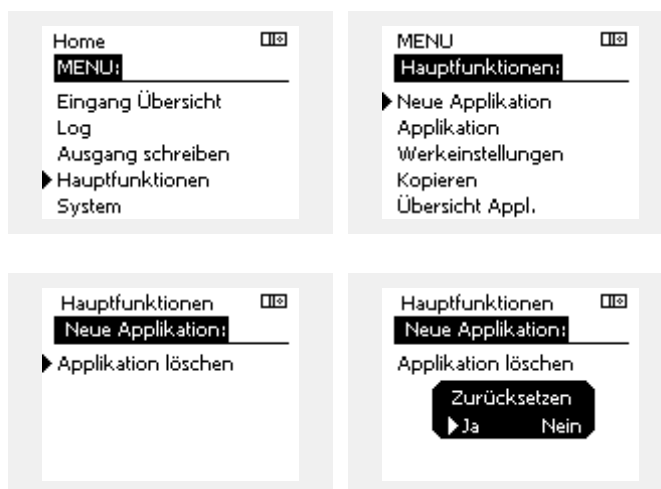 Home
MENU:
Eingang Übersicht
Log
Ausgang schreiben
Hauptfunktionen
System
MENU
Hauptfunktionen:
Neue Applikation
Applikation
Werkeinstellungen
Kopieren
Übersicht Appl.
Hauptfunktionen
Neue Applikation:
Applikation löschen
Hauptfunktionen
Neue Applikation:
Applikation löschen
Zurücksetzen
Ja Nein